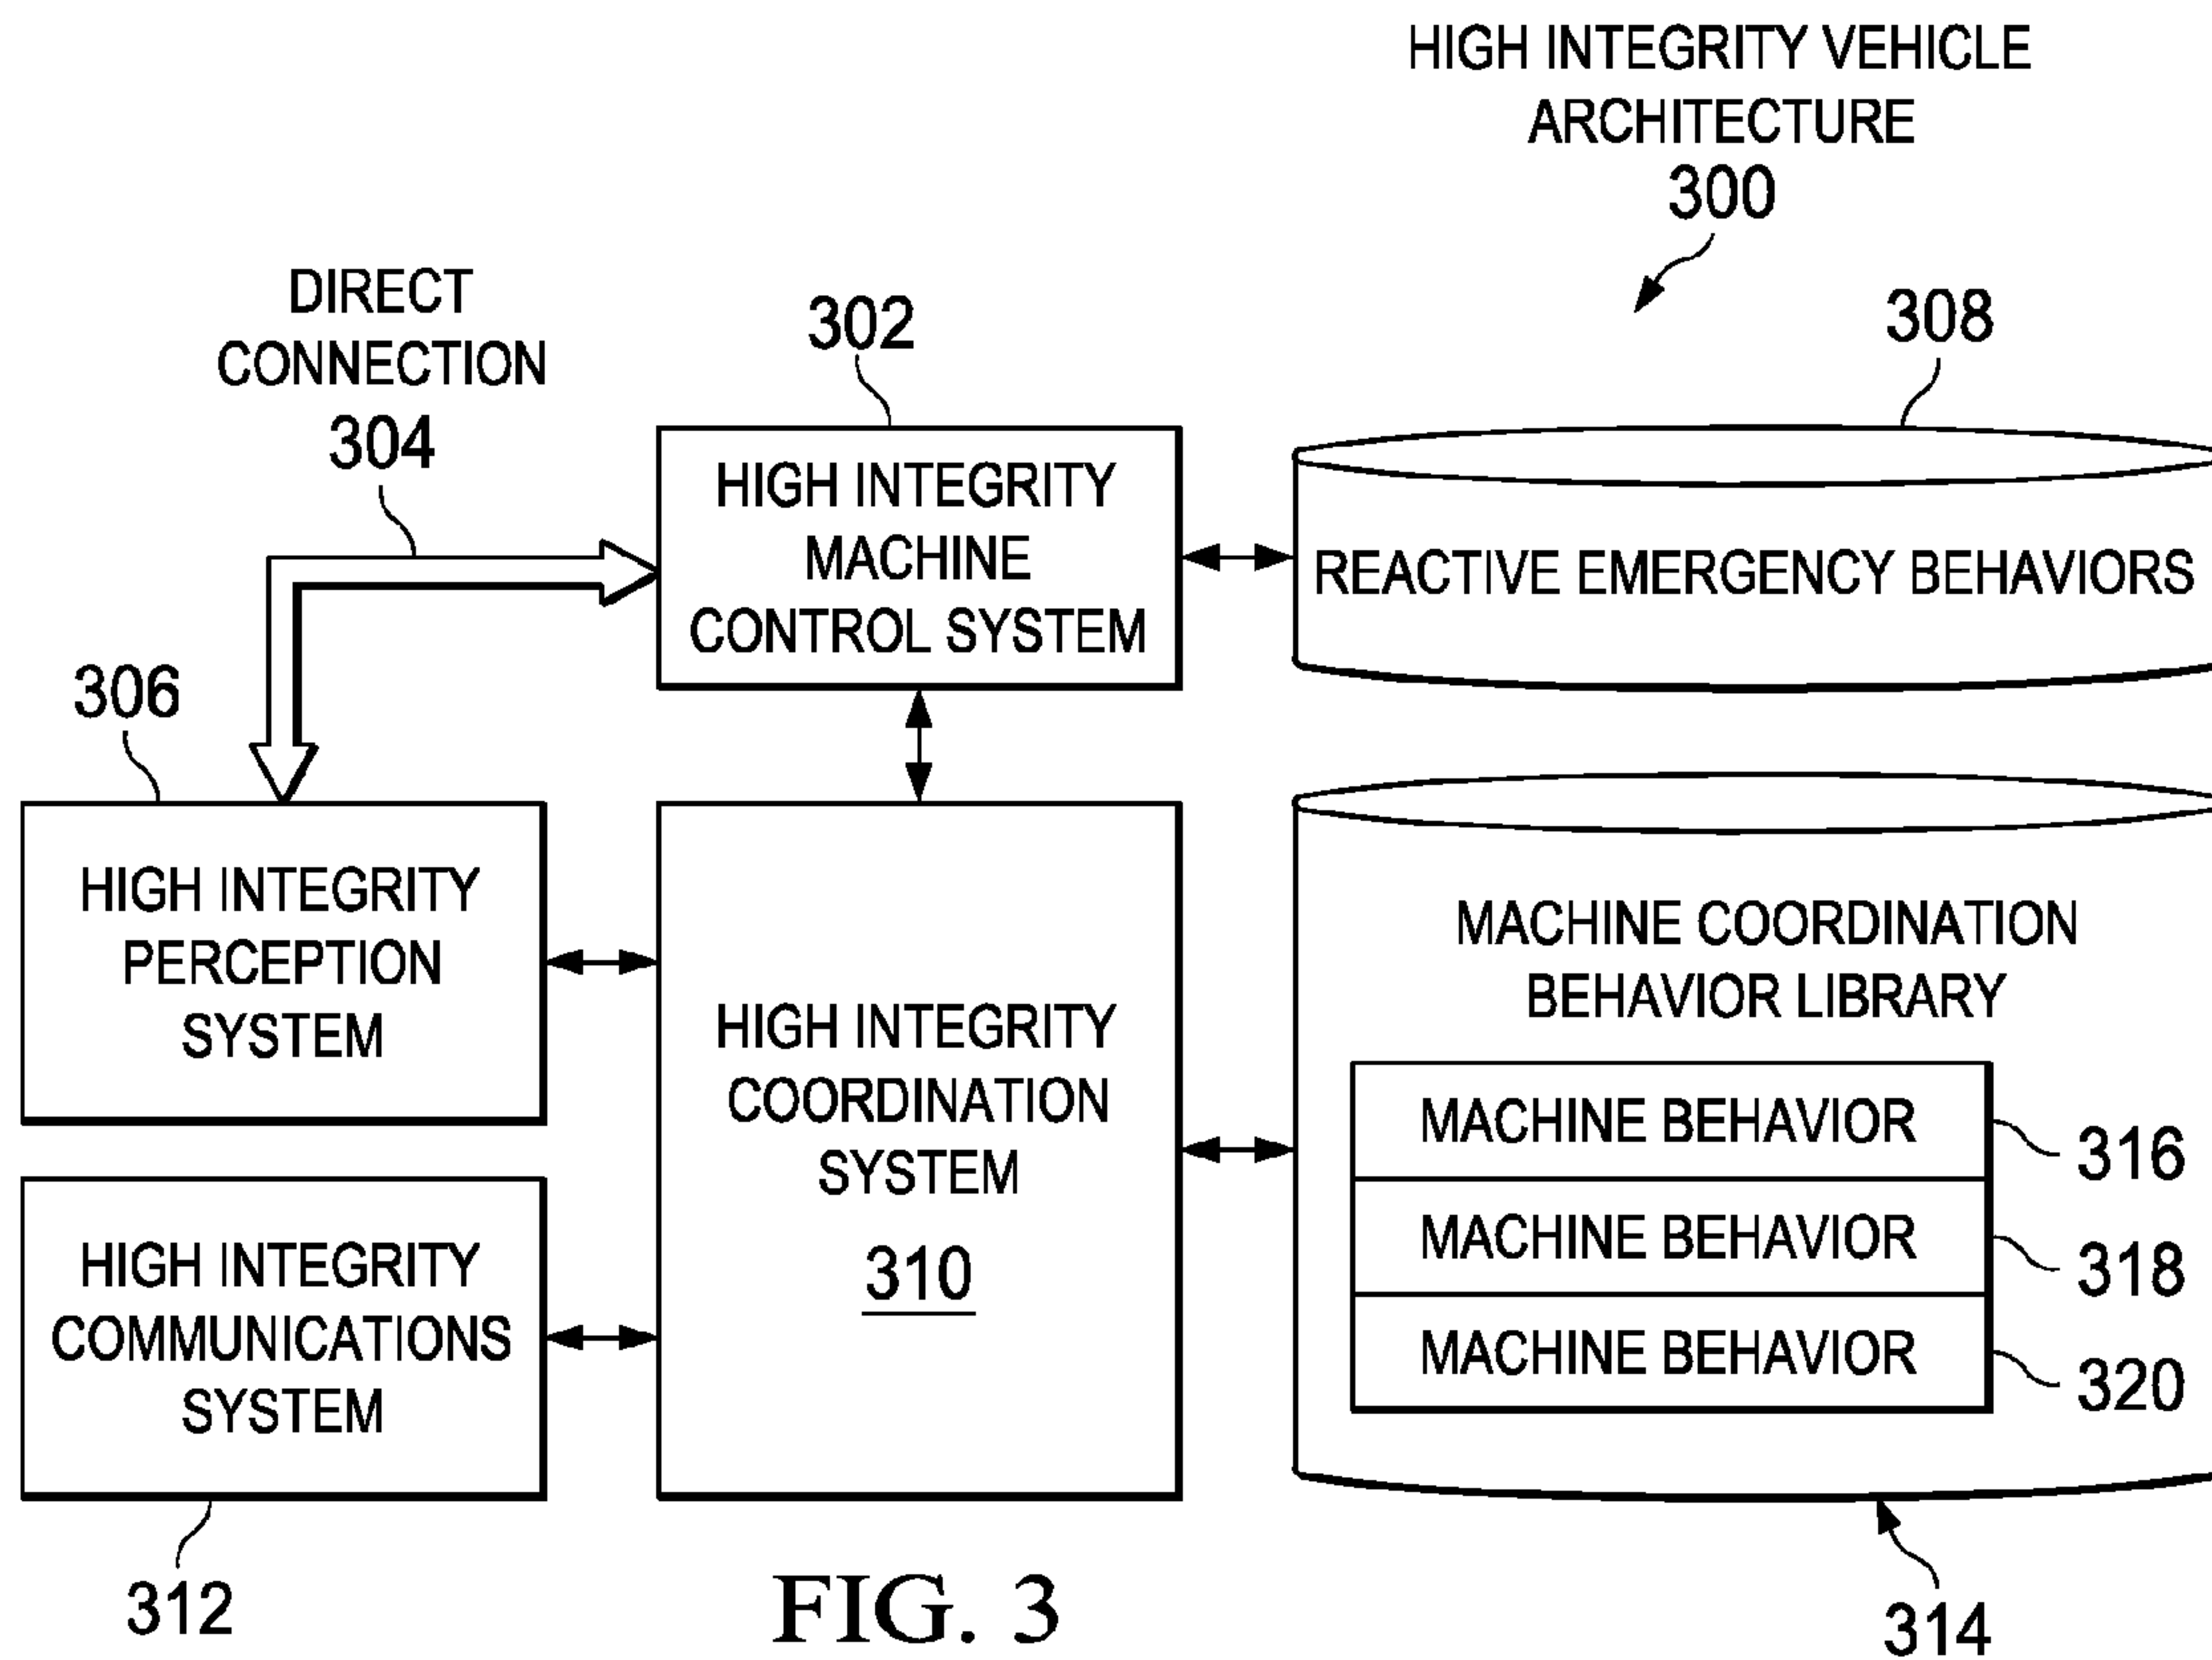 HIGH INTEGRITY VEHICLE
ARCHITECTURE
300
DIRECT
CONNECTION
304
302
308
HIGH INTEGRITY
MACHINE
CONTROL SYSTEM
REACTIVE EMERGENCY BEHAVIORS
306
HIGH INTEGRITY
PERCEPTION
SYSTEM
HIGH INTEGRITY
COORDINATION
SYSTEM
310
MACHINE COORDINATION
BEHAVIOR LIBRARY
MACHINE BEHAVIOR
316
MACHINE BEHAVIOR
318
MACHINE BEHAVIOR
320
HIGH INTEGRITY
COMMUNICATIONS
SYSTEM
312
314
FIG. 3